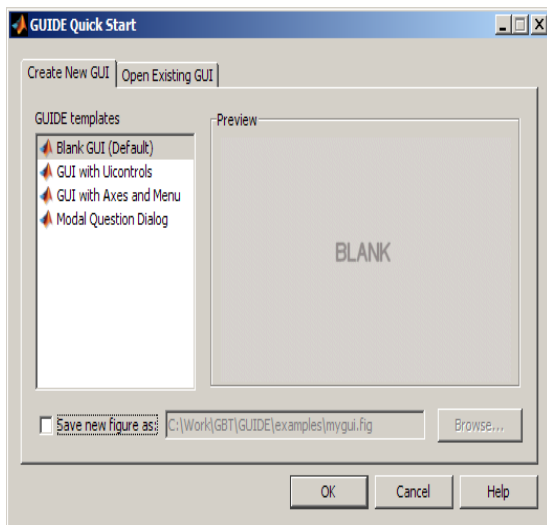 GUIDE Quick Start
Create New GUI
Open Existing GUI
GUIDE templates
Preview
Blank GUI (Default)
GUI with Uicontrols
GUI with Axes and Menu
Modal Question Dialog
BLANK
Save new figure as:
C:\Work\GBT\GUIDE\examples\mygui.fig
Browse...
OK
Cancel
Help